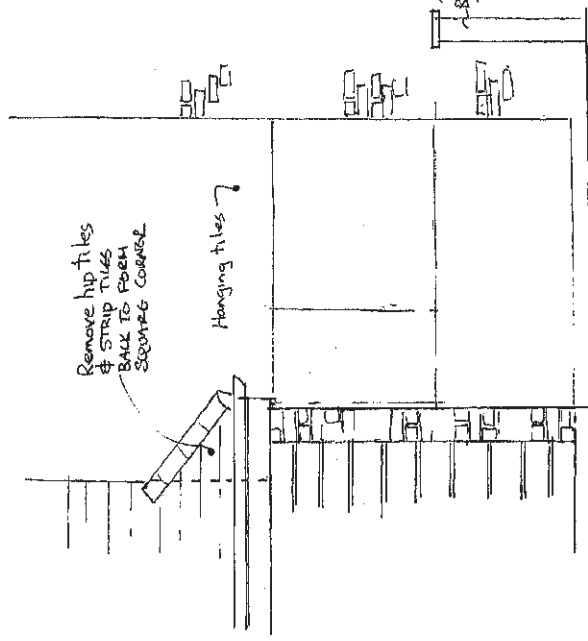 Remove hip tiles
& STRIP TILES
BACK TO FORM
SQUARE CORNER
Hanging tiles